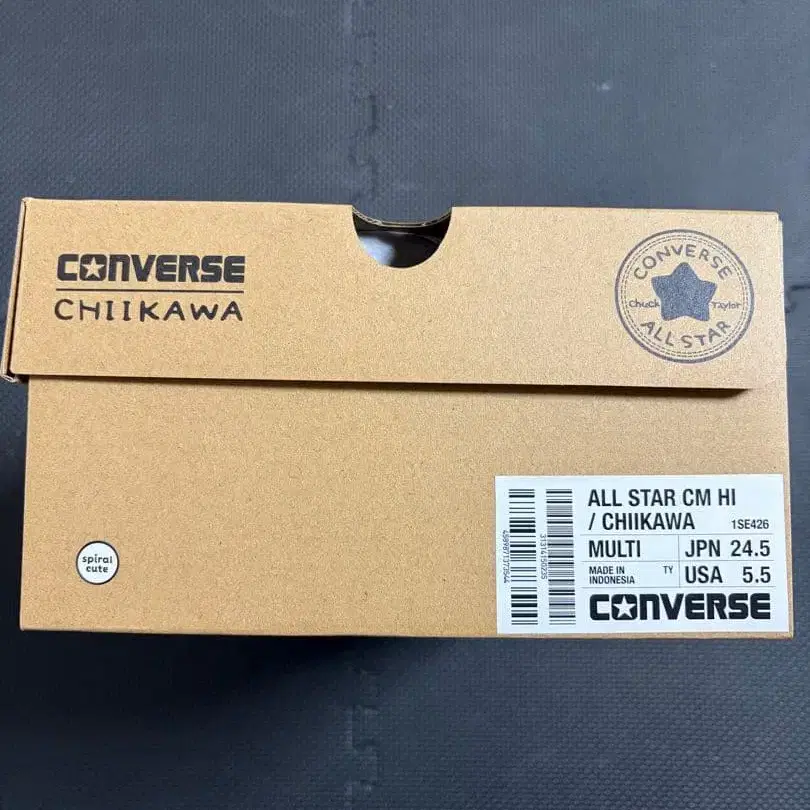 CONVERSE
CHIIKAWA
CONVERSE
Chuck Taylor
ALL STAR
spiral
cute
ALL STAR CM HI
/ CHIIKAWA 1SE426
MULTI JPN 24.5
MADE IN
INDONESIA TY USA 5.5
CONVERSE
31314150235